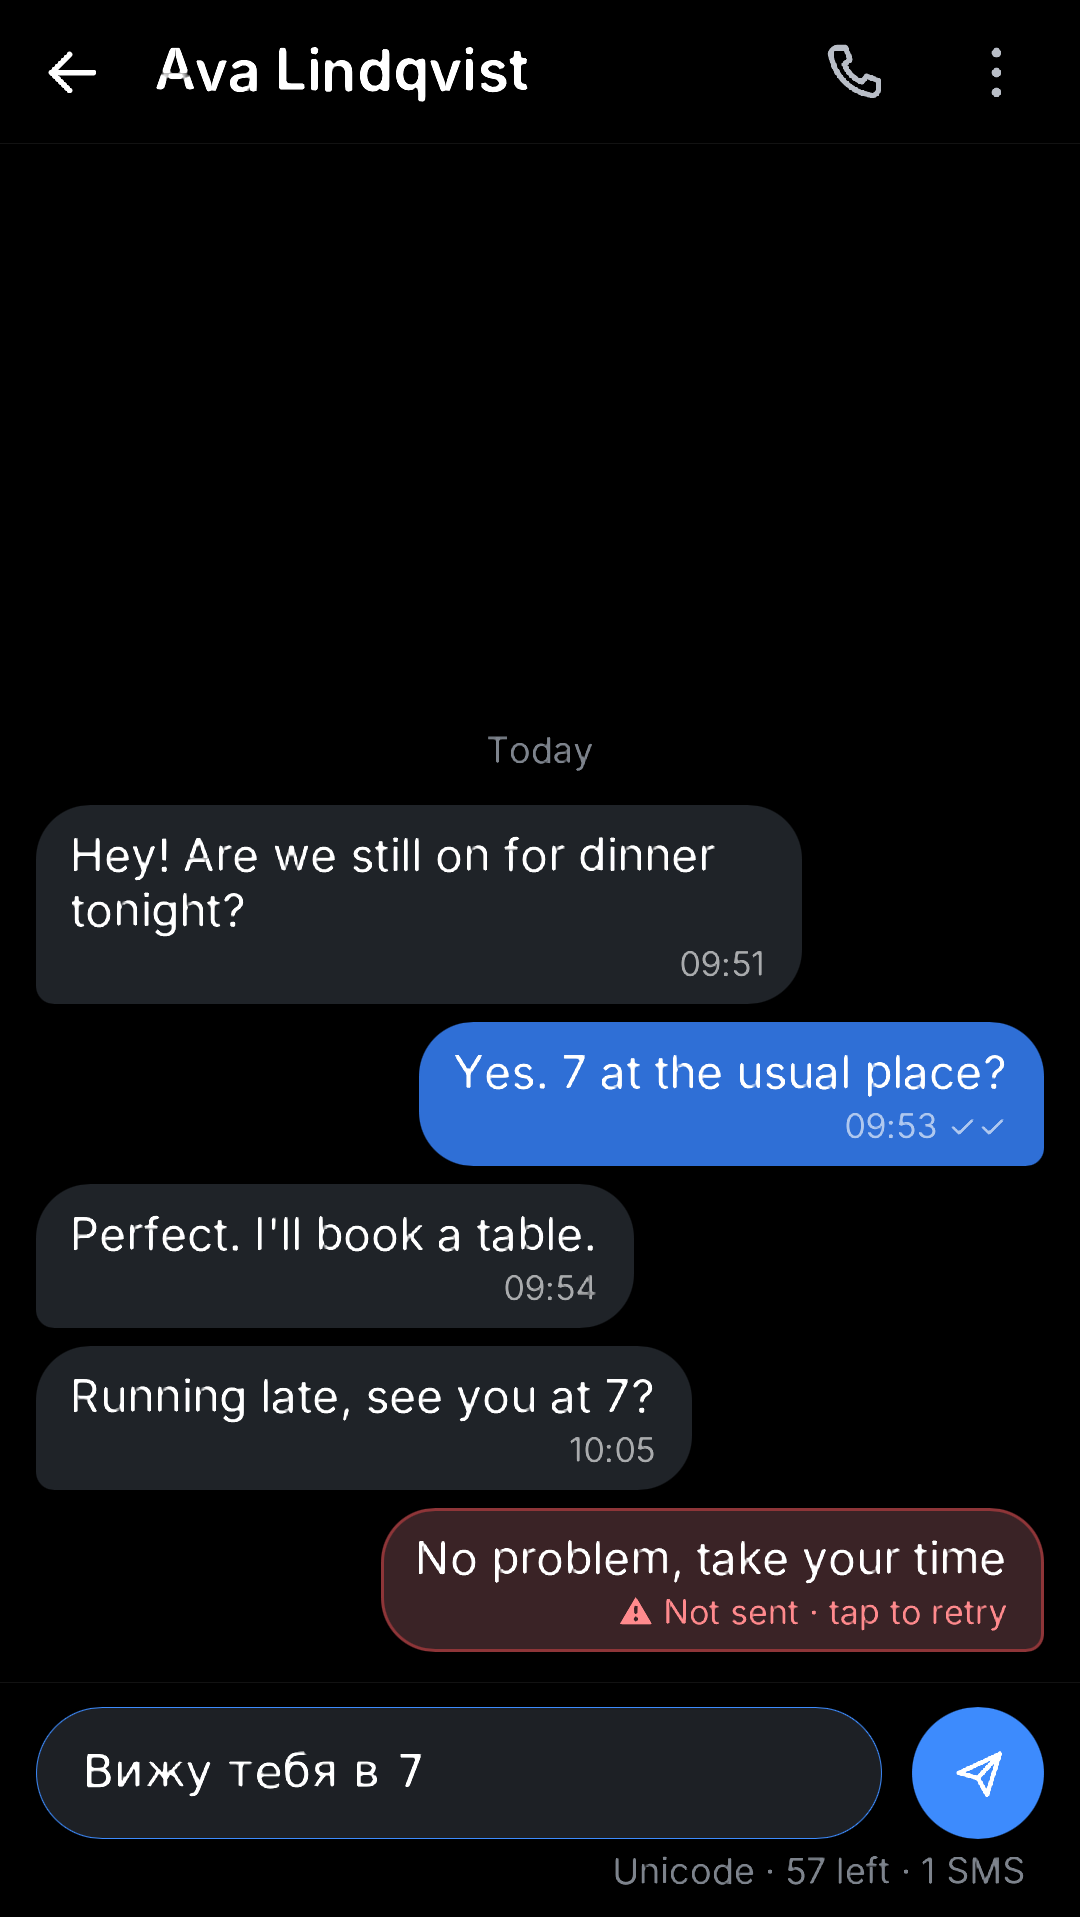 Ava Lindqvist
Today
Hey! Are we still on for dinner
tonight?
09:51
Yes. 7 at the usual place?
09:53
Perfect. I'll book a table.
09:54
Running late, see you at 7?
10:05
No problem, take your time
Not sent · tap to retry
Вижу тебя в 7
Unicode · 57 left · 1 SMS